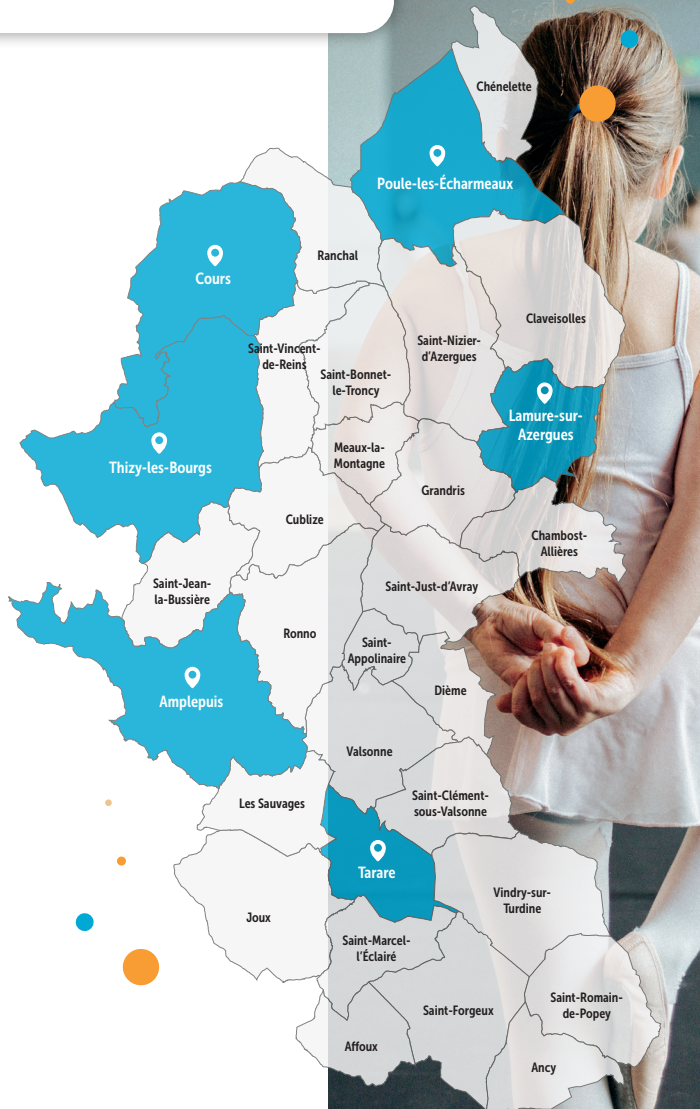 Chénelette
Poule-les-Écharmeaux
Ranchal
Cours
Claveisolles
Saint-Nizier-
d'Azergues
Saint-Vincent-
de-Reins
Saint-Bonnet-
le-Troncy
Lamure-sur-
Azergues
Thizy-les-Bourgs
Meaux-la-
Montagne
Grandris
Cublize
Chambost-
Allières
Saint-Jean-
la-Bussière
Saint-Just-d'Avray
Ronno
Saint-
Appolinaire
Dième
Amplepuis
Valsonne
Les Sauvages
Saint-Clément-
sous-Valsonne
Tarare
Vindry-sur-
Turdine
Joux
Saint-Marcel-
l'Éclairé
Saint-Forgeux
Saint-Romain-
de-Popey
Affoux
Ancy